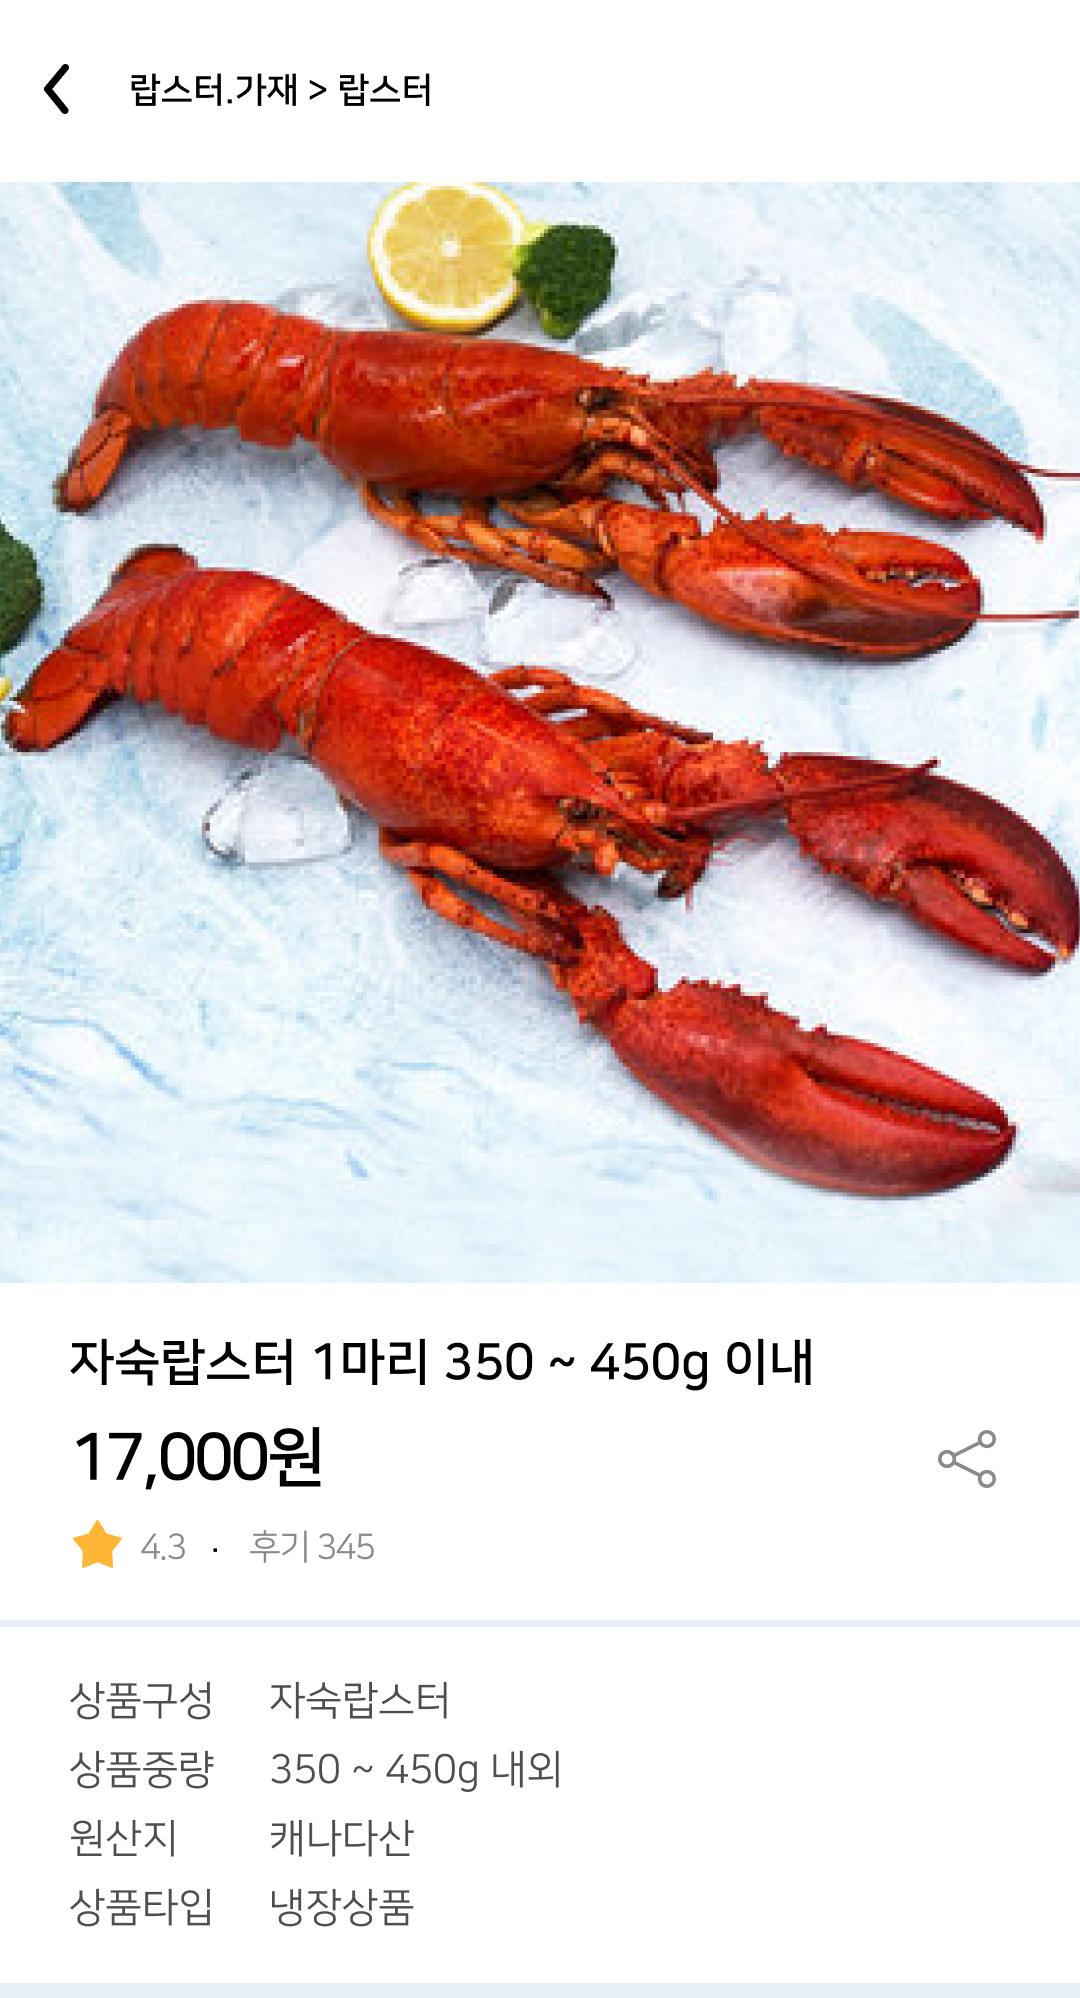 랍스터.가재 > 랍스터
자숙랍스터 1마리 350 ~ 450g 이내
17,000원
4.3 · 후기 345
상품구성 자숙랍스터
상품중량 350 ~ 450g 내외
원산지 캐나다산
상품타입 냉장상품